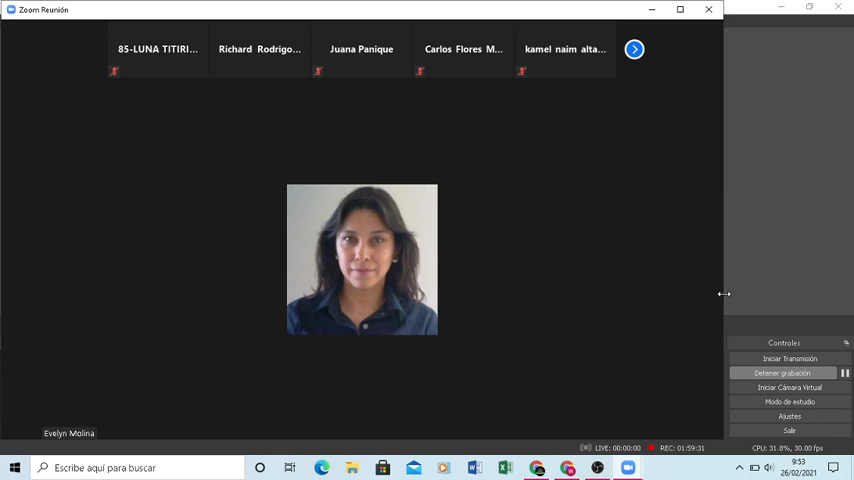 Zoom Reunión
85-LUNA TITIRI...
Richard Rodrigo...
Juana Panique
Carlos Flores M...
kamel naim alta...
Evelyn Molina
Controles
Iniciar Transmisión
Detener grabación
Iniciar Cámara Virtual
Modo de estudio
Ajustes
Salir
LIVE: 00:00:00
REC: 01:59:31
CPU: 31.8%, 30.00 fps
Escribe aquí para buscar
9:53
26/02/2021